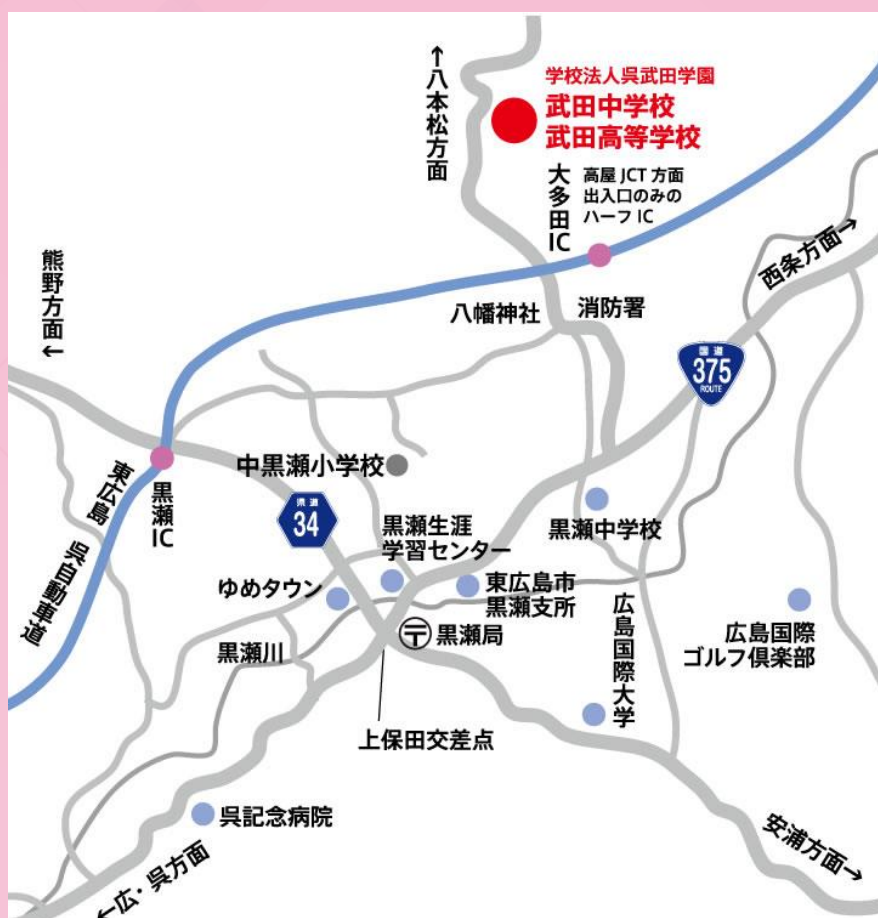 ↑八本松方面
学校法人呉武田学園
武田中学校
武田高等学校
大多田IC
高屋 JCT 方面
出入口のみの
ハーフ IC
西条方面→
熊野方面←
八幡神社
消防署
国道
375
ROUTE
中黒瀬小学校
東広島 呉自動車道
黒瀬IC
県道
34
黒瀬生涯
学習センター
黒瀬中学校
ゆめタウン
東広島市
黒瀬支所
広島国際大学
広島国際
ゴルフ倶楽部
黒瀬川
〒
黒瀬局
上保田交差点
呉記念病院
安浦方面→
←広・呉方面